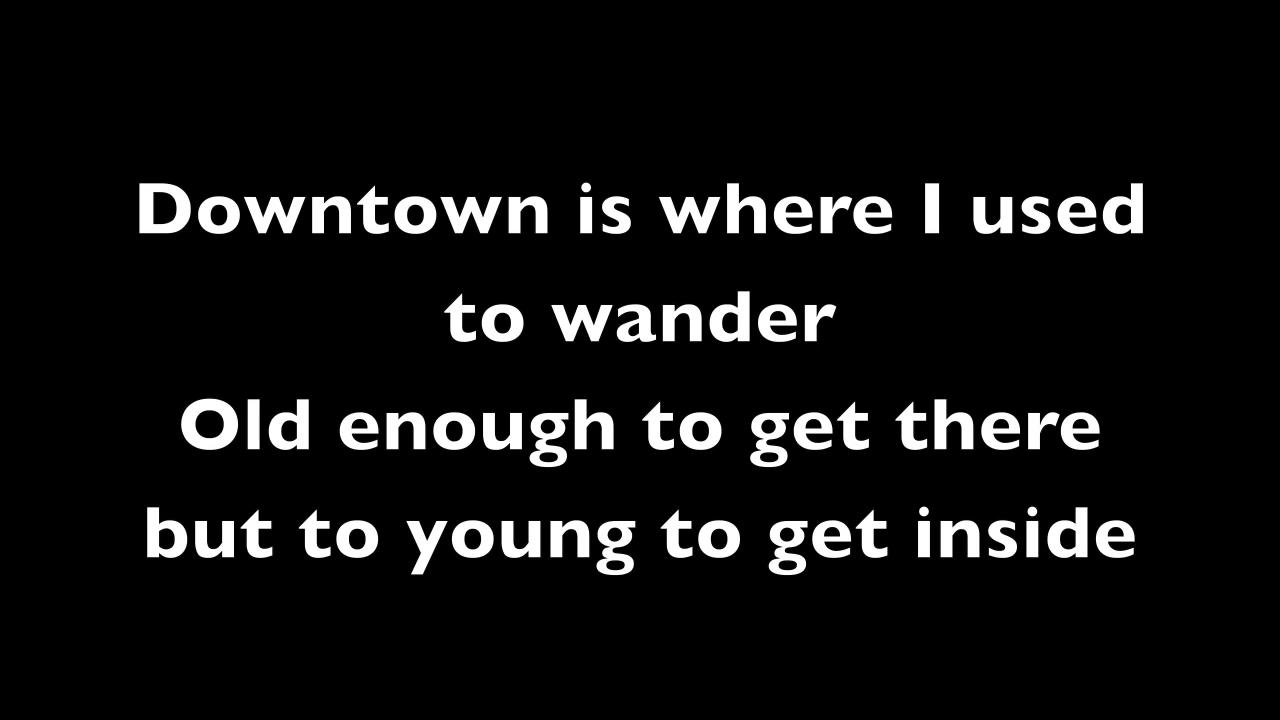 Downtown is where I used
to wander
Old enough to get there
but to young to get inside